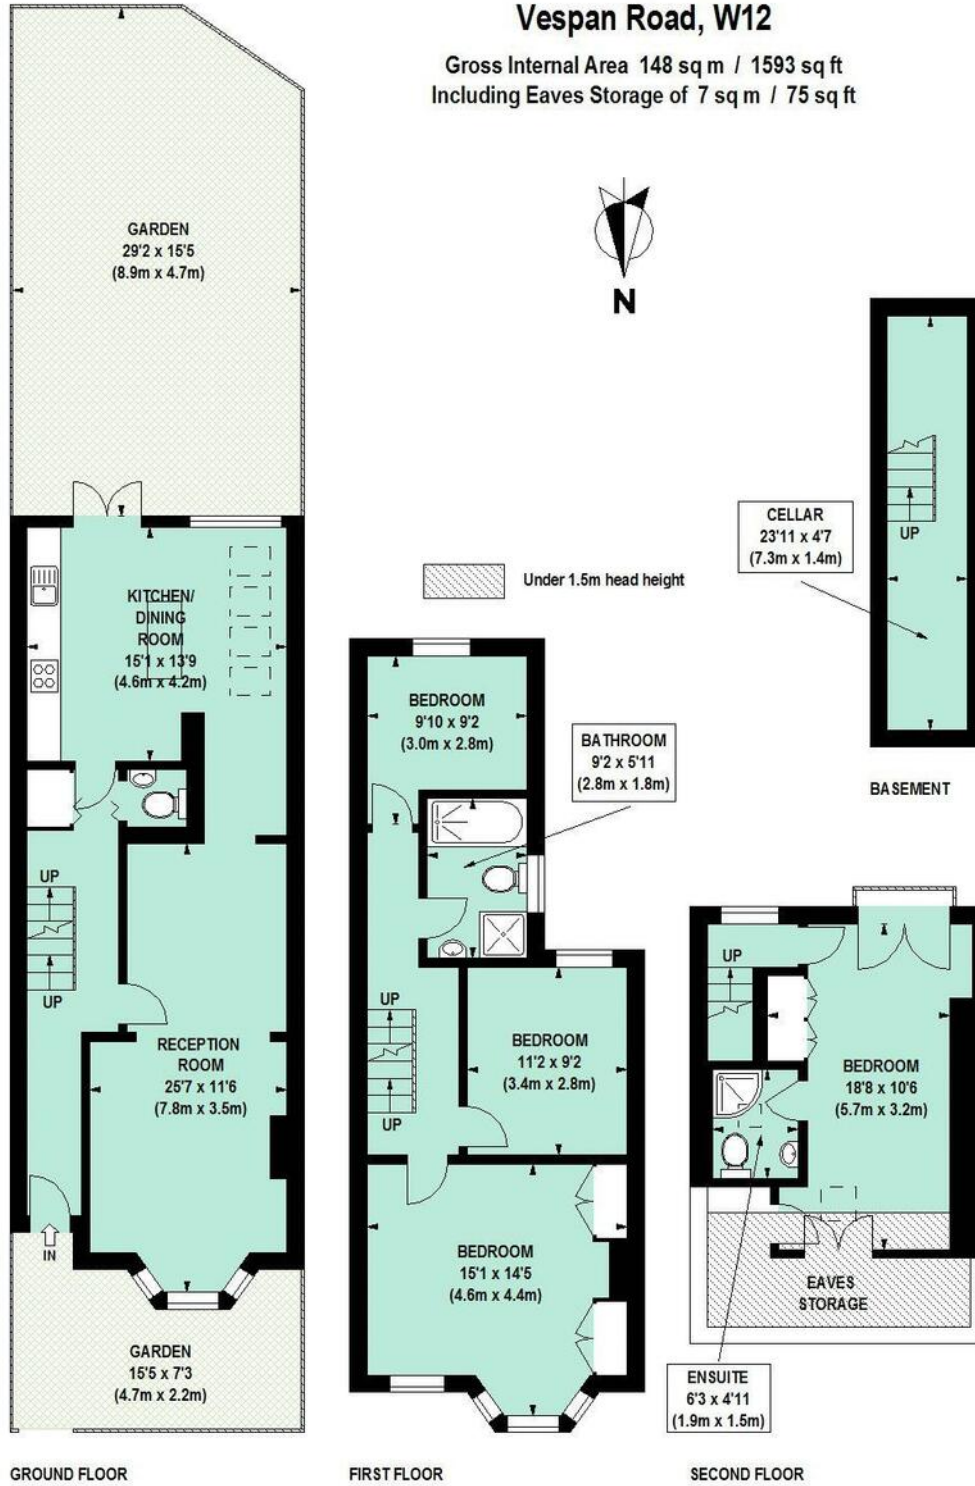 Vespan Road, W12
Gross Internal Area 148 sq m / 1593 sq ft
Including Eaves Storage of 7 sq m / 75 sq ft
N
GARDEN
29'2 x 15'5
(8.9m x 4.7m)
KITCHEN/
DINING
ROOM
15'1 x 13'9
(4.6m x 4.2m)
UP
UP
RECEPTION
ROOM
25'7 x 11'6
(7.8m x 3.5m)
IN
GARDEN
15'5 x 7'3
(4.7m x 2.2m)
GROUND FLOOR
Under 1.5m head height
BEDROOM
9'10 x 9'2
(3.0m x 2.8m)
BATHROOM
9'2 x 5'11
(2.8m x 1.8m)
UP
UP
BEDROOM
11'2 x 9'2
(3.4m x 2.8m)
BEDROOM
15'1 x 14'5
(4.6m x 4.4m)
FIRST FLOOR
CELLAR
23'11 x 4'7
(7.3m x 1.4m)
UP
BASEMENT
UP
BEDROOM
18'8 x 10'6
(5.7m x 3.2m)
EAVES
STORAGE
ENSUITE
6'3 x 4'11
(1.9m x 1.5m)
SECOND FLOOR